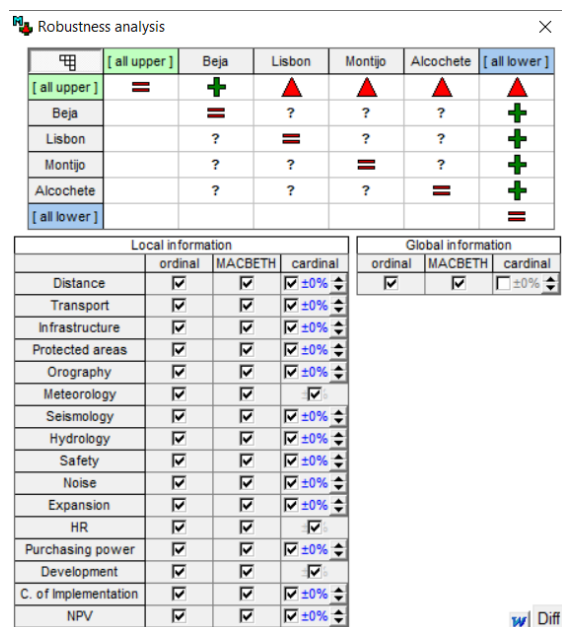 Robustness analysis
[ all upper ] Beja Lisbon Montijo Alcochete [ all lower ]
[ all upper ]
Beja ? ? ?
Lisbon ? ? ?
Montijo ? ? ?
Alcochete ? ? ?
[ all lower ]
Local information Global information
ordinal MACBETH cardinal ordinal MACBETH cardinal
Distance ±0% ±0%
Transport ±0%
Infrastructure ±0%
Protected areas ±0%
Orography ±0%
Meteorology
Seismology ±0%
Hydrology ±0%
Safety ±0%
Noise ±0%
Expansion ±0%
HR
Purchasing power ±0%
Development
C. of Implementation ±0%
NPV ±0%
Diff